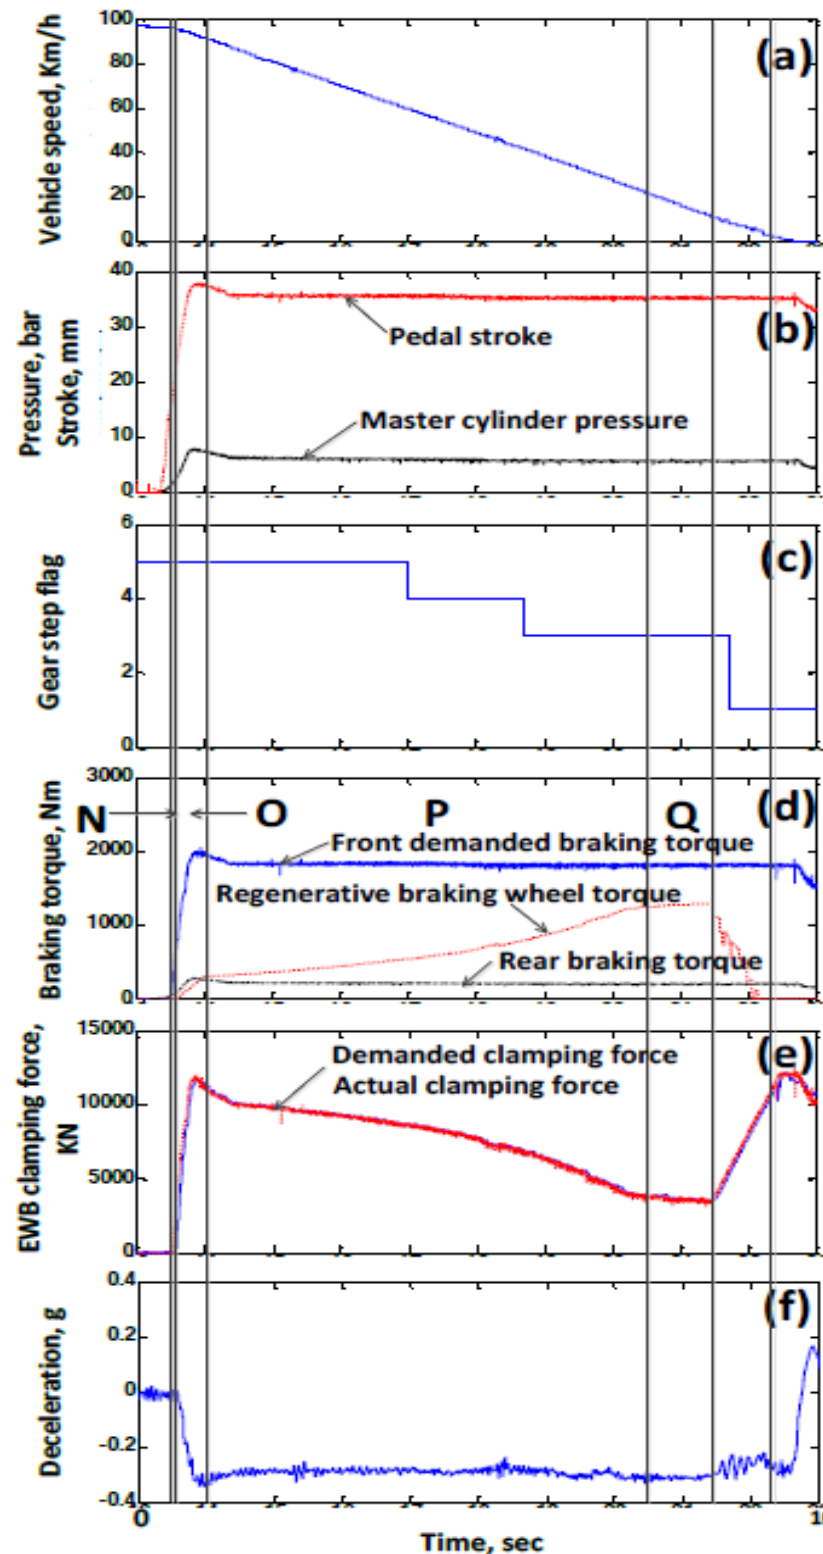 100
80
60
40
20
0
Vehicle speed, Km/h
(a)
40
30
20
10
0
Pressure, bar
Stroke, mm
(b)
Pedal stroke
Master cylinder pressure
6
4
2
0
Gear step flag
(c)
3000
2000
1000
0
Braking torque, Nm
N O P Q (d)
Front demanded braking torque
Regenerative braking wheel torque
Rear braking torque
15000
10000
5000
0
EWB clamping force,
KN
(e)
Demanded clamping force
Actual clamping force
0.4
0.2
0
-0.2
-0.4
Deceleration, g
(f)
0
Time, sec